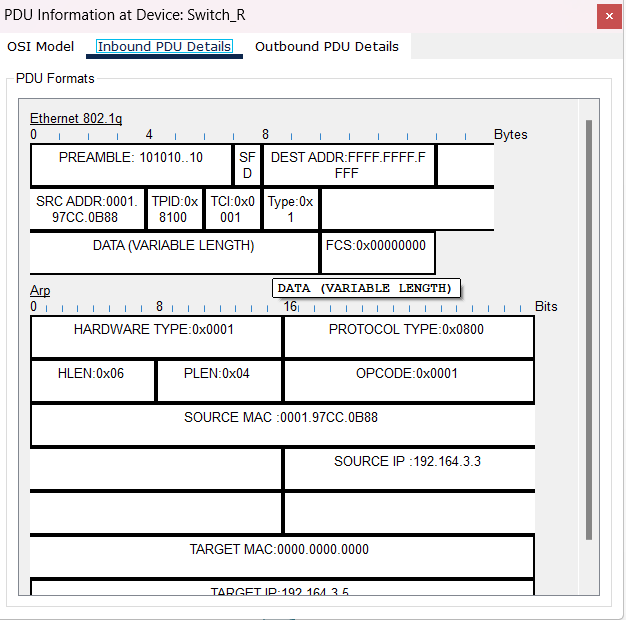 PDU Information at Device: Switch_R
×
OSI Model Inbound PDU Details Outbound PDU Details
PDU Formats
Ethernet 802.1q
0 4 8 Bytes
PREAMBLE: 101010..10
SF
D
DEST ADDR:FFFF.FFFF.F
FFF
SRC ADDR:0001.
97CC.0B88
TPID:0x
8100
TCI:0x0
001
Type:0x
1
DATA (VARIABLE LENGTH) FCS:0x00000000
DATA (VARIABLE LENGTH)
Arp
0 8 16 Bits
HARDWARE TYPE:0x0001 PROTOCOL TYPE:0x0800
HLEN:0x06 PLEN:0x04 OPCODE:0x0001
SOURCE MAC :0001.97CC.0B88
SOURCE IP :192.164.3.3
TARGET MAC:0000.0000.0000
TARGET IP:192.164.3.5